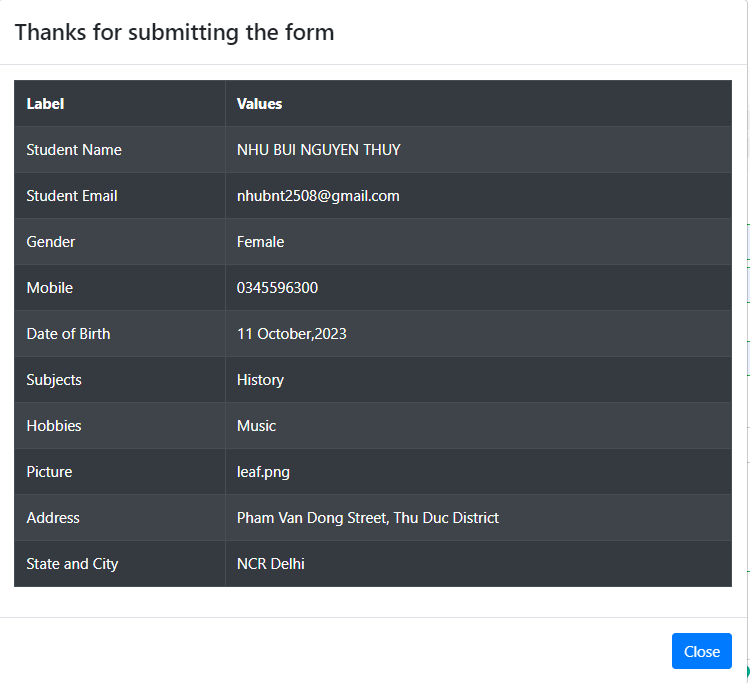 Thanks for submitting the form
Label Values
Student Name NHU BUI NGUYEN THUY
Student Email nhubnt2508@gmail.com
Gender Female
Mobile 0345596300
Date of Birth 11 October,2023
Subjects History
Hobbies Music
Picture leaf.png
Address Pham Van Dong Street, Thu Duc District
State and City NCR Delhi
Close